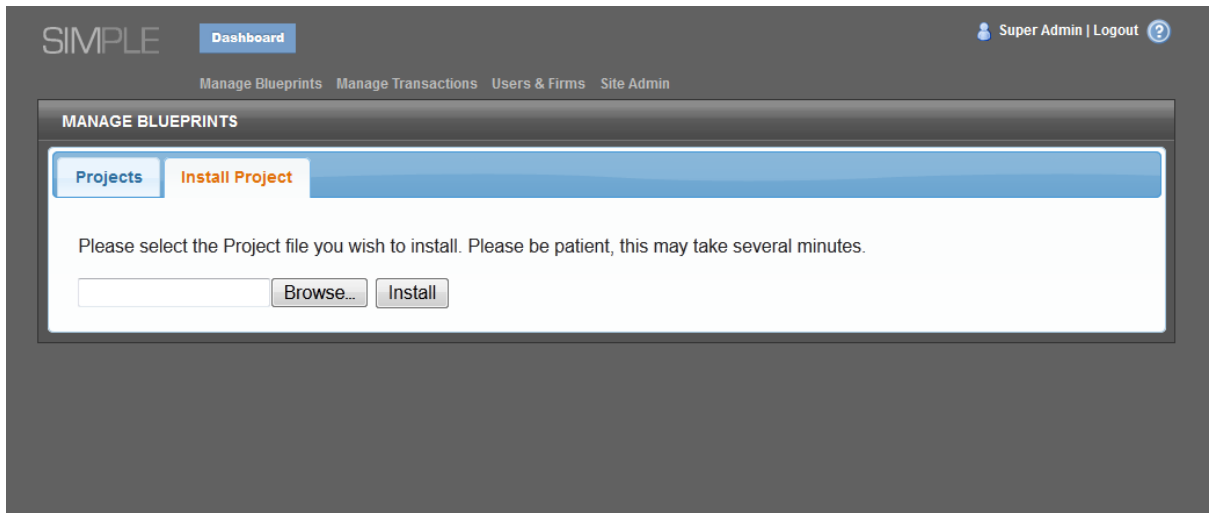 SIMPLE Dashboard Super Admin | Logout ?
Manage Blueprints Manage Transactions Users & Firms Site Admin
MANAGE BLUEPRINTS
Projects Install Project
Please select the Project file you wish to install. Please be patient, this may take several minutes.
Browse... Install